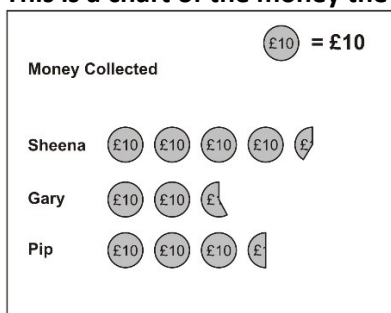 This is a chart of the money the
£10 = £10
Money Collected
Sheena £10 £10 £10 £10 £
Gary £10 £10 £
Pip £10 £10 £10 £